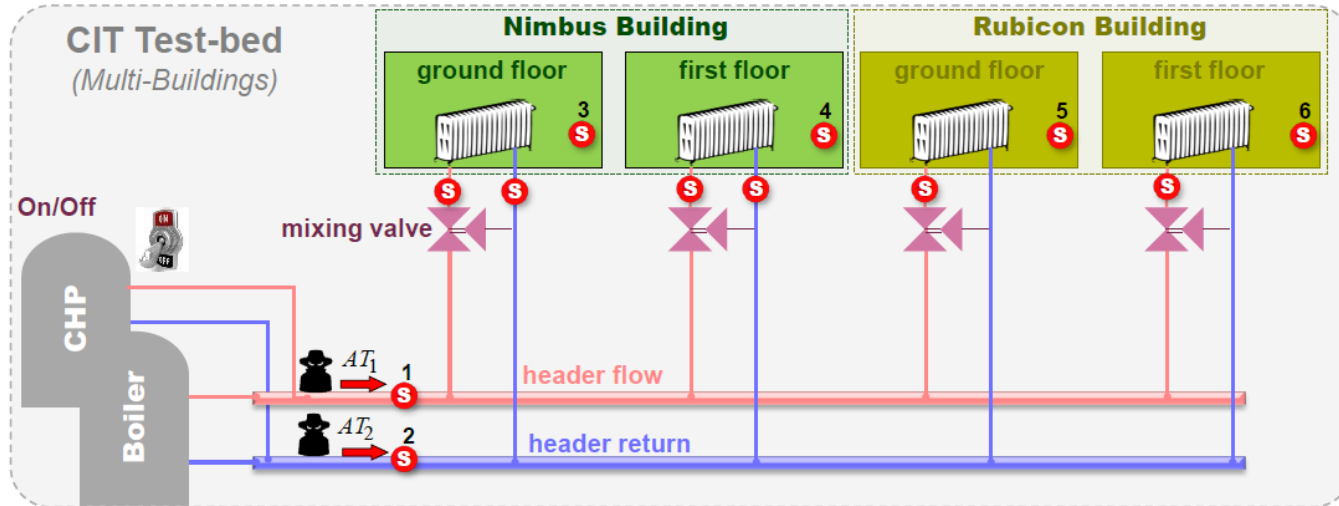 CIT Test-bed
(Multi-Buildings)
Nimbus Building
Rubicon Building
ground floor
first floor
ground floor
first floor
3
S
4
S
5
S
6
S
S
S
S
S
S
S
On/Off
ON
OFF
mixing valve
CHP
Boiler
AT1
1
S
header flow
AT2
2
S
header return